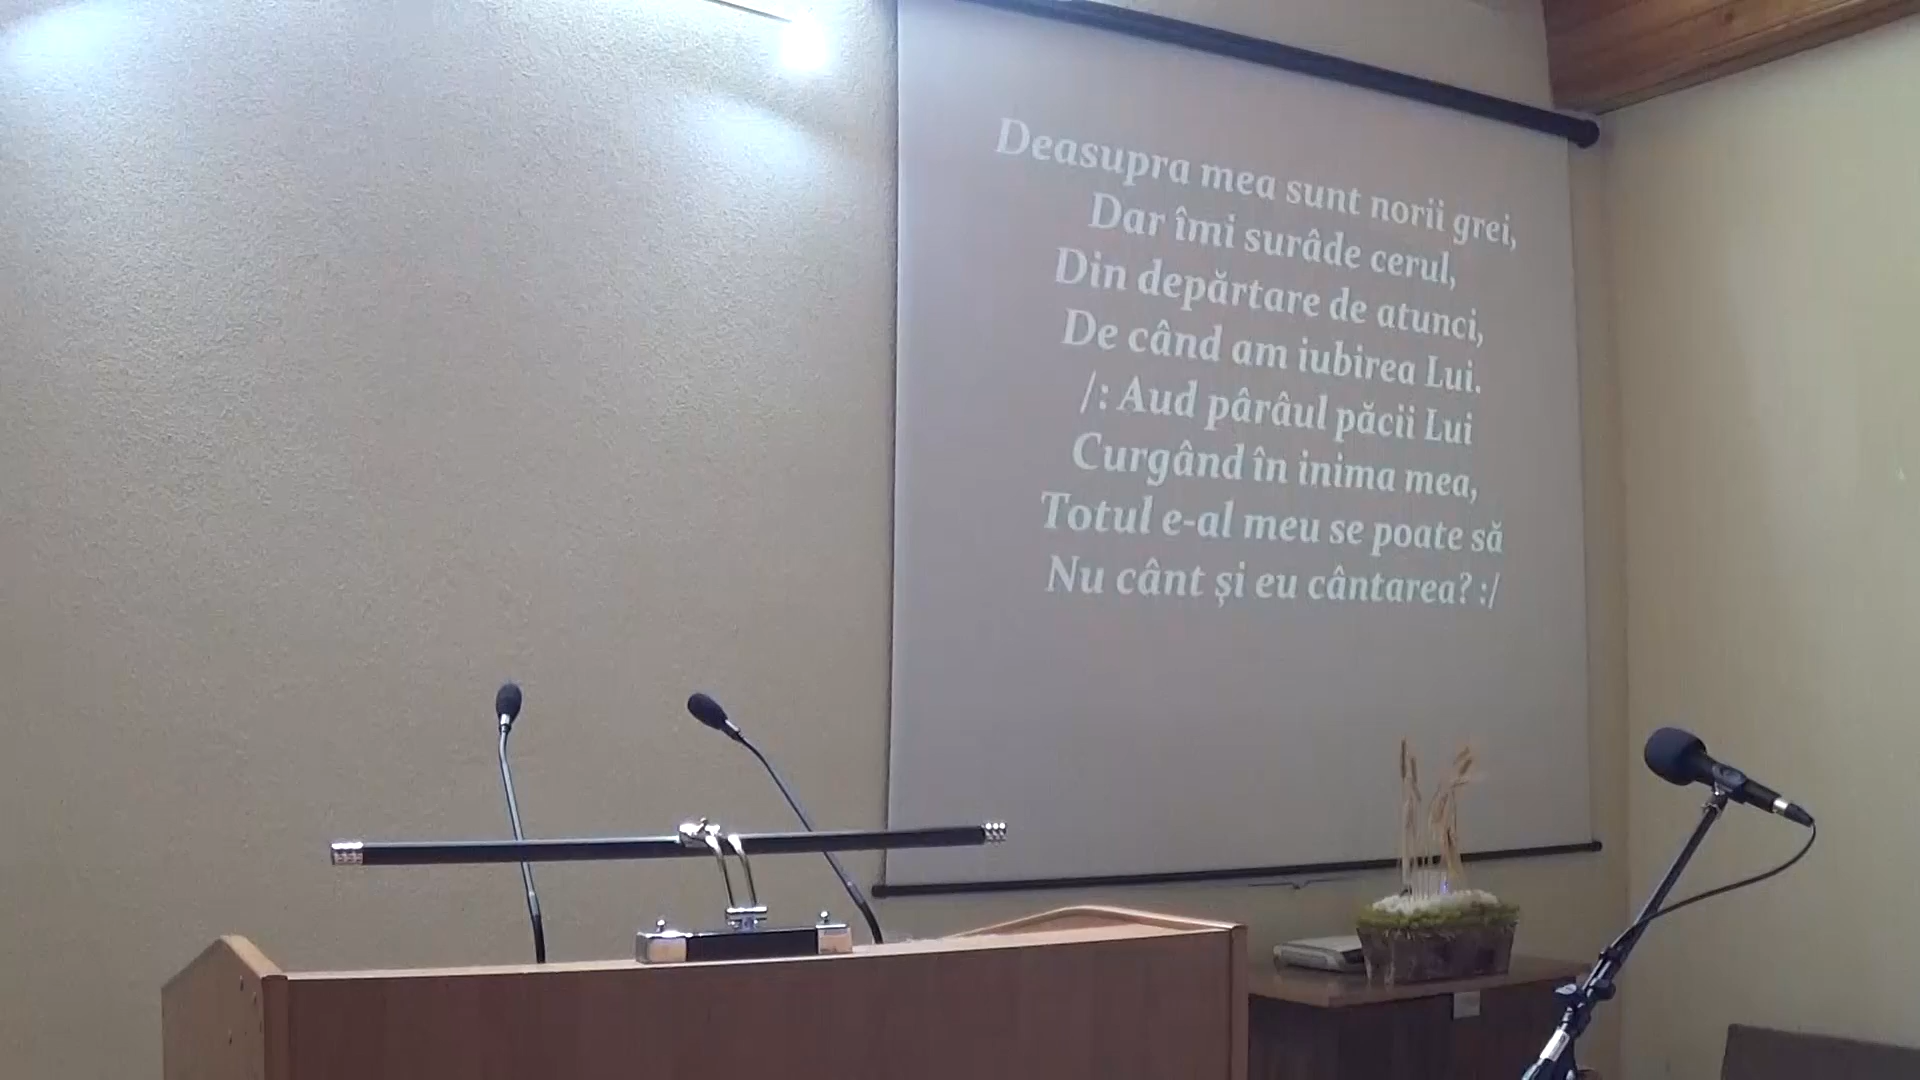 Deasupra mea sunt norii grei,
Dar îmi surâde cerul,
Din depărtare de atunci,
De când am iubirea Lui.
/: Aud pârâul păcii Lui
Curgând în inima mea,
Totul e-al meu se poate să
Nu cânt și eu cântarea? :/